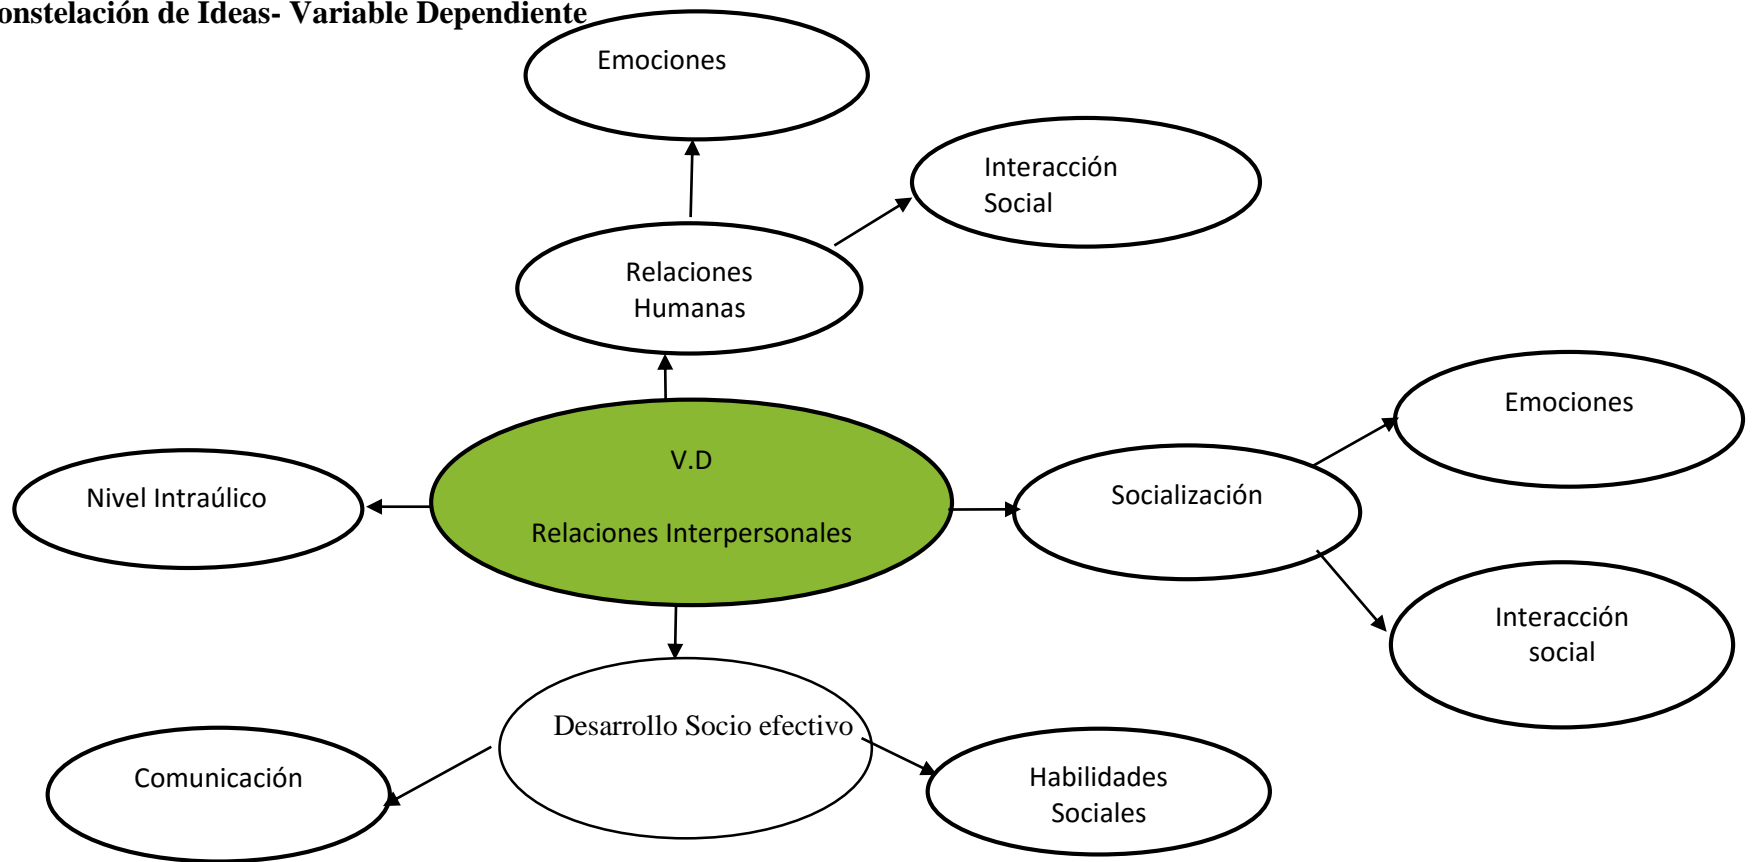 onstelación de Ideas- Variable Dependiente
Emociones
Interacción
Social
Relaciones
Humanas
Emociones
V.D
Relaciones Interpersonales
Nivel Intraúlico
Socialización
Interacción
social
Desarrollo Socio efectivo
Comunicación
Habilidades
Sociales